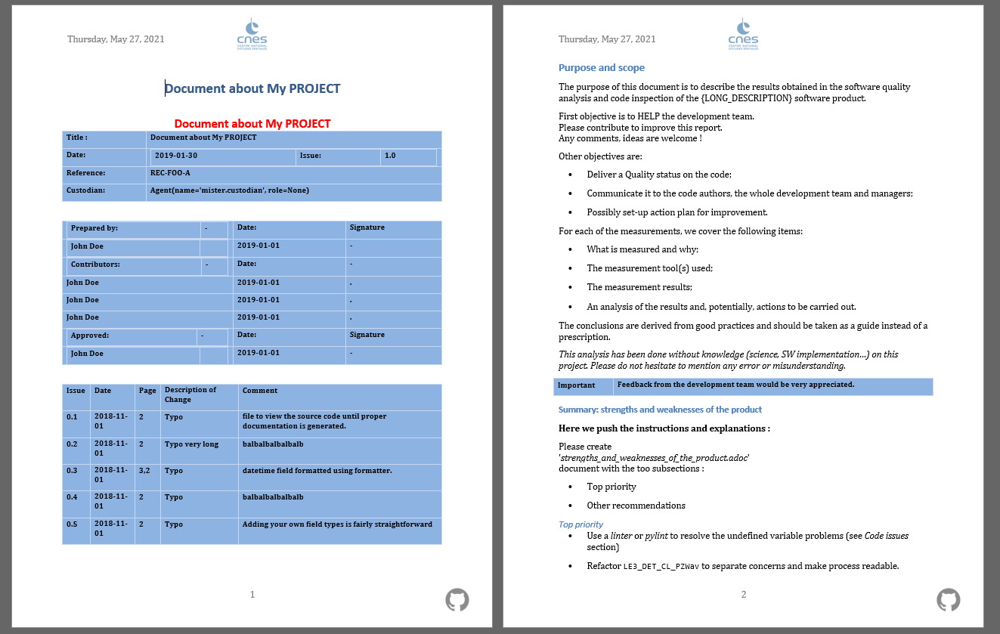 Thursday, May 27, 2021
cnes
CENTRE NATIONAL
D'ÉTUDES SPATIALES
Document about My PROJECT
Document about My PROJECT
Title : Document about My PROJECT
Date: 2019-01-30 Issue: 1.0
Reference: REC-FOO-A
Custodian: Agent(name='mister.custodian', role=None)
Prepared by: - Date: Signature
John Doe 2019-01-01 -
Contributors: - Date: -
John Doe 2019-01-01 .
John Doe 2019-01-01 .
John Doe 2019-01-01 .
Approved: - Date: Signature
John Doe 2019-01-01 -
Issue Date Page Description of Change Comment
0.1 2018-11-01 2 Typo file to view the source code until proper documentation is generated.
0.2 2018-11-01 2 Typo very long balbalbalbalbalb
0.3 2018-11-01 3,2 Typo datetime field formatted using formatter.
0.4 2018-11-01 2 Typo balbalbalbalbalb
0.5 2018-11-01 2 Typo Adding your own field types is fairly straightforward
1
Thursday, May 27, 2021
cnes
CENTRE NATIONAL
D'ÉTUDES SPATIALES
Purpose and scope
The purpose of this document is to describe the results obtained in the software quality
analysis and code inspection of the {LONG_DESCRIPTION} software product.
First objective is to HELP the development team.
Please contribute to improve this report.
Any comments, ideas are welcome !
Other objectives are:
• Deliver a Quality status on the code;
• Communicate it to the code authors, the whole development team and managers;
• Possibly set-up action plan for improvement.
For each of the measurements, we cover the following items:
• What is measured and why;
• The measurement tool(s) used;
• The measurement results;
• An analysis of the results and, potentially, actions to be carried out.
The conclusions are derived from good practices and should be taken as a guide instead of a
prescription.
This analysis has been done without knowledge (science, SW implementation...) on this
project. Please do not hesitate to mention any error or misunderstanding.
Important Feedback from the development team would be very appreciated.
Summary: strengths and weaknesses of the product
Here we push the instructions and explanations :
Please create
'strengths_and_weaknesses_of_the_product.adoc'
document with the too subsections :
• Top priority
• Other recommendations
Top priority
• Use a linter or pylint to resolve the undefined variable problems (see Code issues
section)
• Refactor LE3_DET_CL_PZWav to separate concerns and make process readable.
2